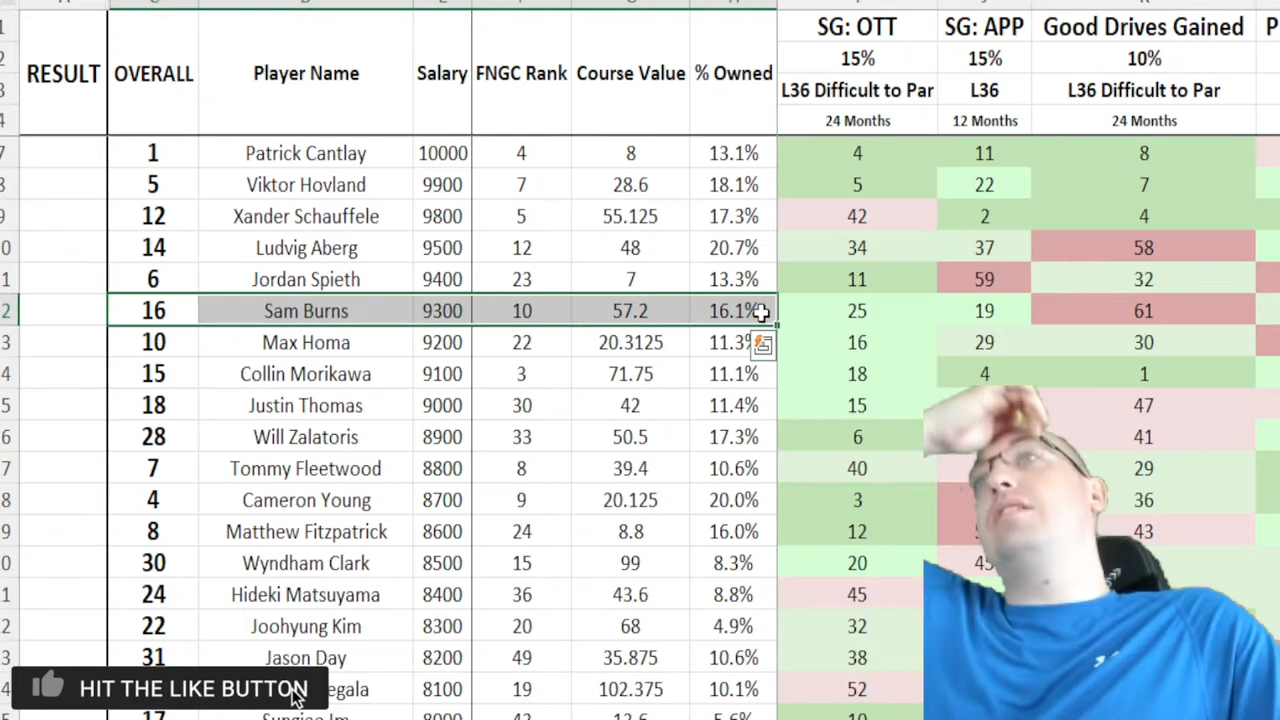 RESULT OVERALL Player Name Salary FNGC Rank Course Value % Owned SG: OTT SG: APP Good Drives Gained
15% 15% 10%
L36 Difficult to Par L36 L36 Difficult to Par
24 Months 12 Months 24 Months
1 Patrick Cantlay 10000 4 8 13.1% 4 11 8
5 Viktor Hovland 9900 7 28.6 18.1% 5 22 7
12 Xander Schauffele 9800 5 55.125 17.3% 42 2 4
14 Ludvig Aberg 9500 12 48 20.7% 34 37 58
6 Jordan Spieth 9400 23 7 13.3% 11 59 32
16 Sam Burns 9300 10 57.2 16.1% 25 19 61
10 Max Homa 9200 22 20.3125 11.3% 16 29 30
15 Collin Morikawa 9100 3 71.75 11.1% 18 4 1
18 Justin Thomas 9000 30 42 11.4% 15 47
28 Will Zalatoris 8900 33 50.5 17.3% 6 41
7 Tommy Fleetwood 8800 8 39.4 10.6% 40 29
4 Cameron Young 8700 9 20.125 20.0% 3 36
8 Matthew Fitzpatrick 8600 24 8.8 16.0% 12 43
30 Wyndham Clark 8500 15 99 8.3% 20
24 Hideki Matsuyama 8400 36 43.6 8.8% 45
22 Joohyung Kim 8300 20 68 4.9% 32
31 Jason Day 8200 49 35.875 10.6% 38
HIT THE LIKE BUTTON 8100 19 102.375 10.1% 52